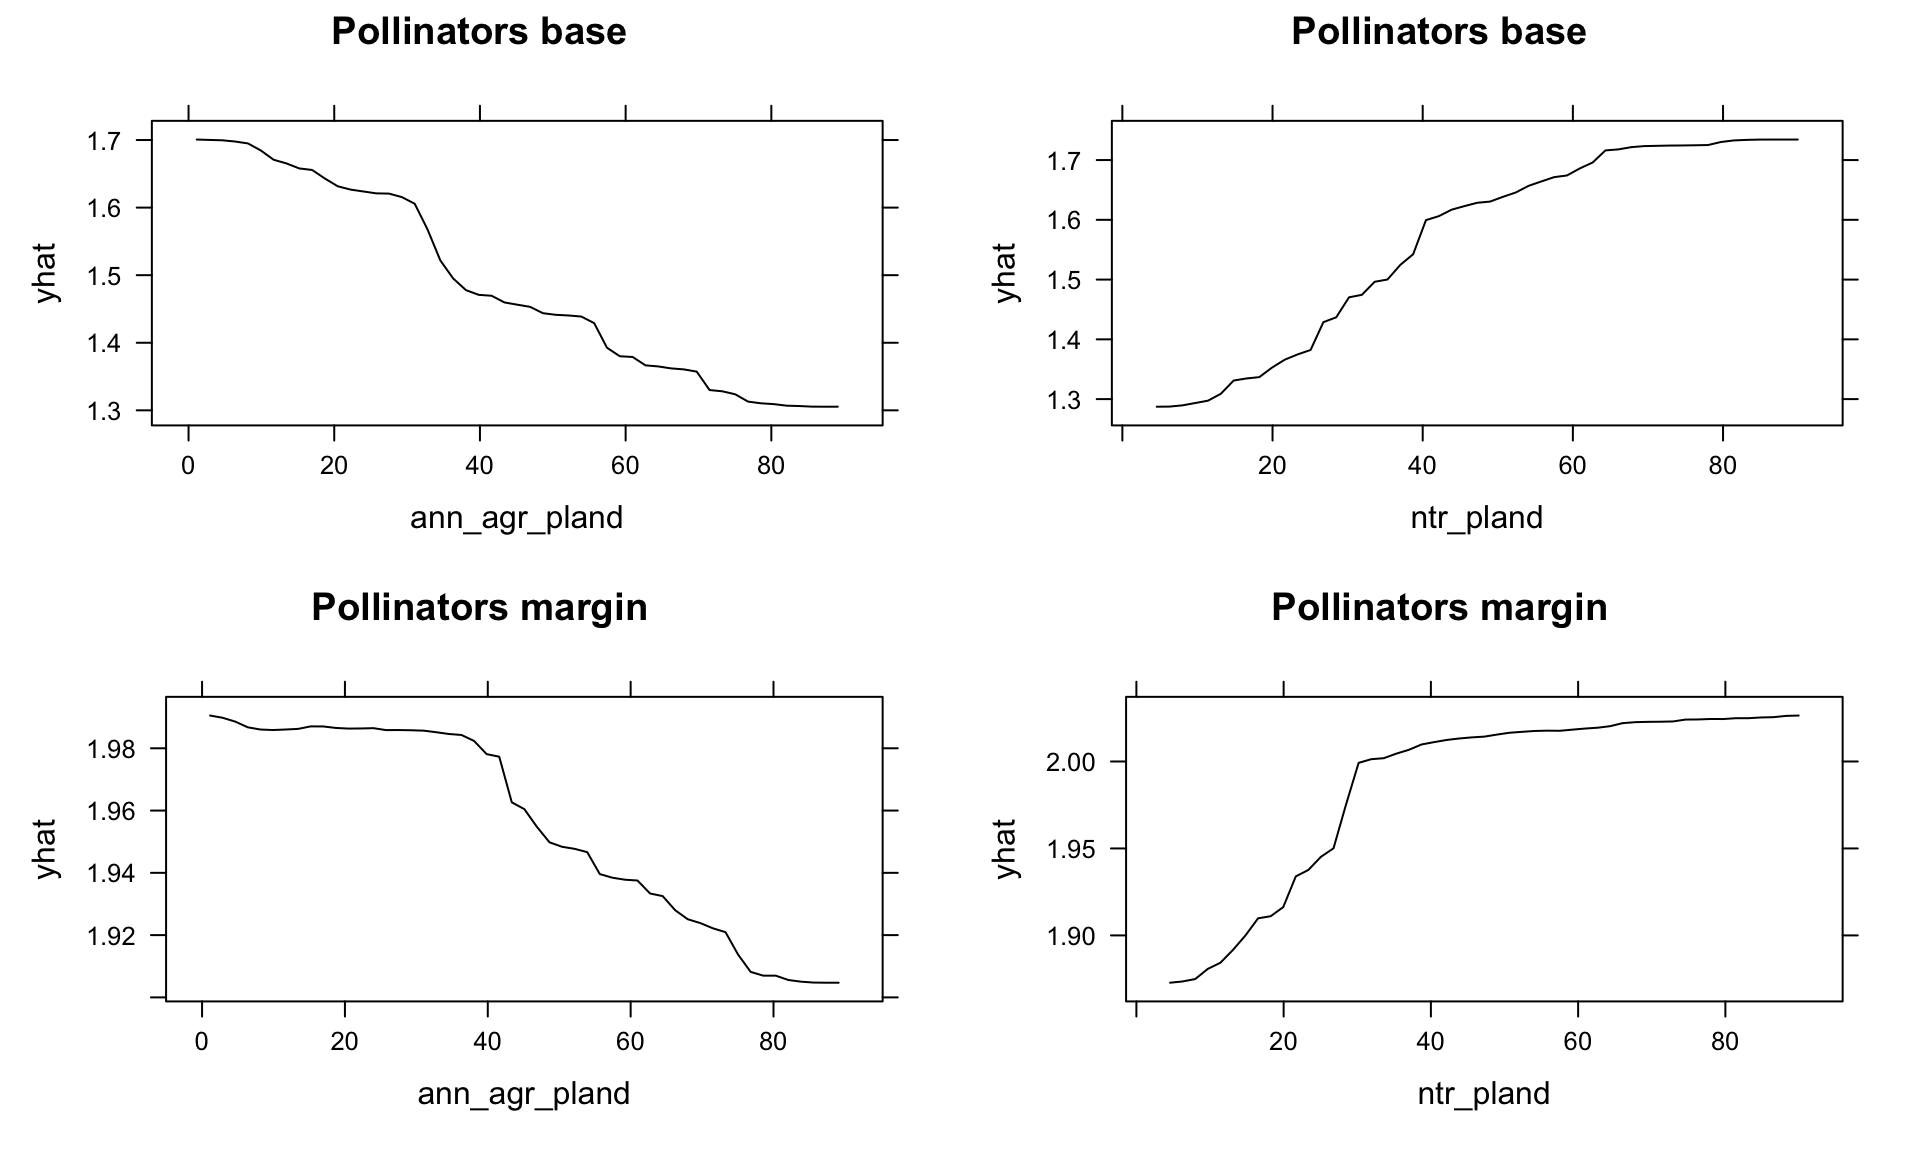 Pollinators base
yhat
1.7
1.6
1.5
1.4
1.3
0 20 40 60 80
ann_agr_pland
Pollinators base
yhat
1.7
1.6
1.5
1.4
1.3
20 40 60 80
ntr_pland
Pollinators margin
yhat
1.98
1.96
1.94
1.92
0 20 40 60 80
ann_agr_pland
Pollinators margin
yhat
2.00
1.95
1.90
20 40 60 80
ntr_pland